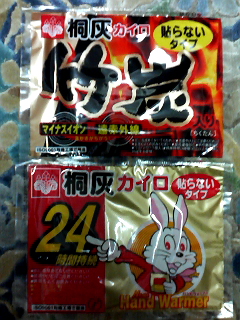 桐灰カイロ
貼らない
タイプ
竹炭
マイナスイオン 遠赤外線
桐灰カイロ
貼らない
タイプ
24
時間持続
Hand Warmer